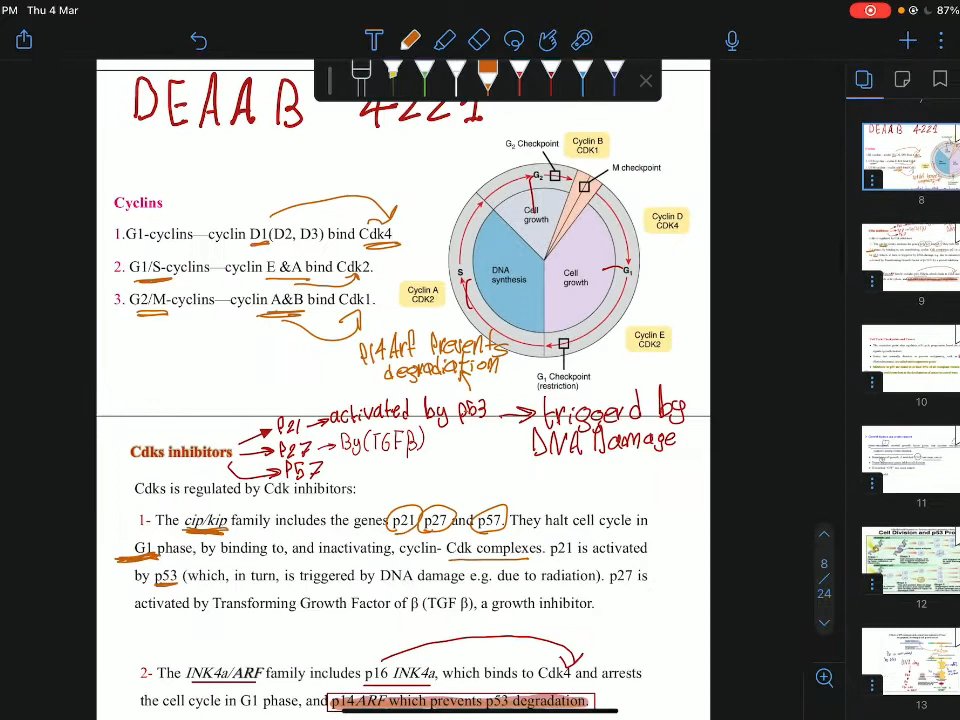 PM Thu 4 Mar
87%
DEAAB 4221
Cyclins
1.G1-cyclins—cyclin D1(D2, D3) bind Cdk4
2. G1/S-cyclins—cyclin E &A bind Cdk2.
3. G2/M-cyclins—cyclin A&B bind Cdk1.
G₂ Checkpoint
Cyclin B
CDK1
M checkpoint
G₂
Cell
growth
Cyclin D
CDK4
S
DNA
synthesis
Cell
growth
G₁
Cyclin A
CDK2
Cyclin E
CDK2
G₁ Checkpoint
(restriction)
p14 Arf prevents
degradiation
P21 → activated by p53 → triggered by
DNA Damage
P27 → By (TGFβ)
P57
Cdks inhibitors
Cdks is regulated by Cdk inhibitors:
1- The cip/kip family includes the genes p21, p27 and p57. They halt cell cycle in
G1 phase, by binding to, and inactivating, cyclin- Cdk complexes. p21 is activated
by p53 (which, in turn, is triggered by DNA damage e.g. due to radiation). p27 is
activated by Transforming Growth Factor of β (TGF β), a growth inhibitor.
2- The INK4a/ARF family includes p16 INK4a, which binds to Cdk4 and arrests
the cell cycle in G1 phase, and p14ARF which prevents p53 degradation.
DEAAB 4221
8
9
10
11
Cell Division and p53 Pro
12
13
8
24